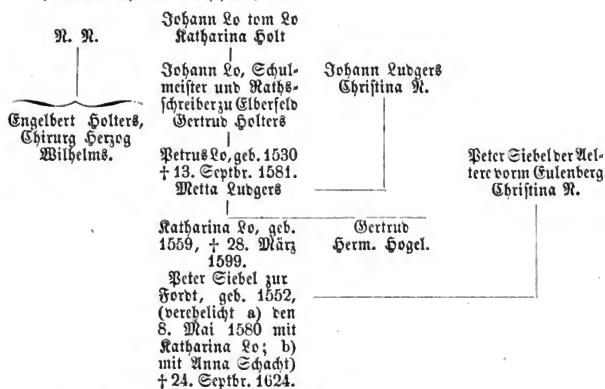 N. N.
Johann Lo tom Lo
Katharina Holt
Johann Lo, Schul-
meister und Raths-
schreiber zu Elberfeld
Gertrud Holters
Johann Ludgers
Christina N.
Engelbert Holters,
Chirurg Herzog
Wilhelms.
Petrus Lo, geb. 1530
† 13. Septbr. 1581.
Metta Ludgers
Peter Siebel der Ael-
tere vorm Eulenberg
Christina N.
Katharina Lo, geb.
1559, † 28. März
1599.
Gertrud
Herm. Hogel.
Peter Siebel zur
Fordt, geb. 1552,
(verehelicht a) den
8. Mai 1580 mit
Katharina Lo; b)
mit Anna Schacht)
† 24. Septbr. 1624.